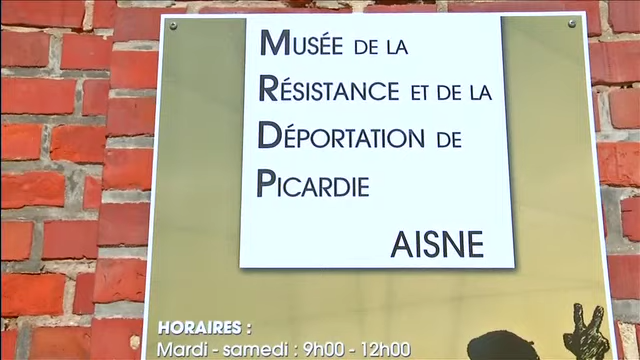 MUSÉE DE LA
RÉSISTANCE ET DE LA
DÉPORTATION DE
PICARDIE
AISNE
HORAIRES :
Mardi - samedi : 9h00 - 12h00